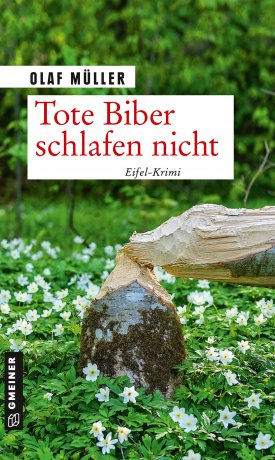 OLAF MÜLLER
Tote Biber
schlafen nicht
Eifel-Krimi
GMEINER